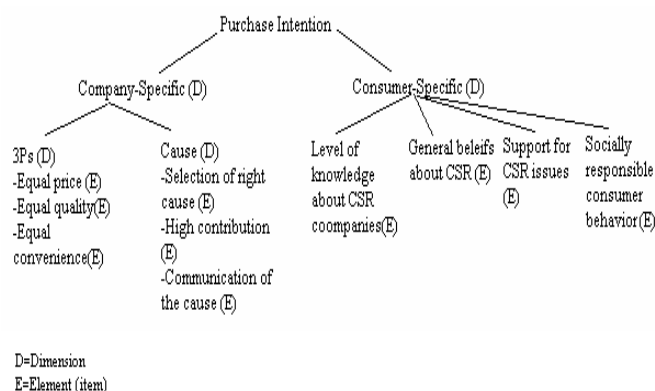 Purchase Intention
Company-Specific (D)
Consumer-Specific (D)
3Ps (D)
-Equal price (E)
-Equal quality(E)
-Equal
convenience(E)
Cause (D)
-Selection of right
cause (E)
-High contribution
(E)
-Communication of
the cause (E)
Level of
knowledge
about CSR
coompanies(E)
General beleifs
about CSR (E)
Support for
CSR issues
(E)
Socially
responsible
consumer
behavior(E)
D=Dimension
E=Element (item)